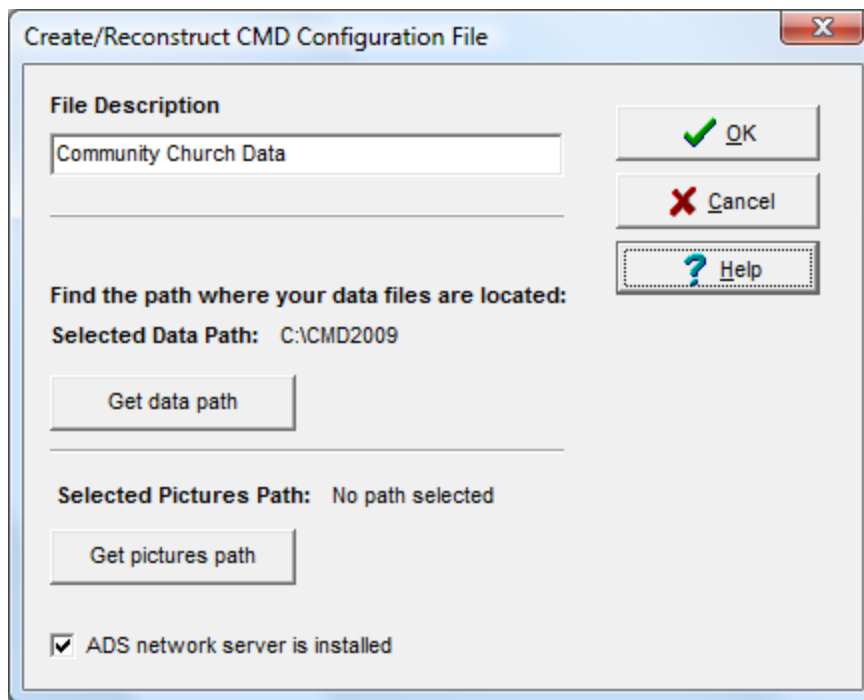 Create/Reconstruct CMD Configuration File
File Description
Community Church Data
OK
Cancel
Help
Find the path where your data files are located:
Selected Data Path: C:\CMD2009
Get data path
Selected Pictures Path: No path selected
Get pictures path
ADS network server is installed